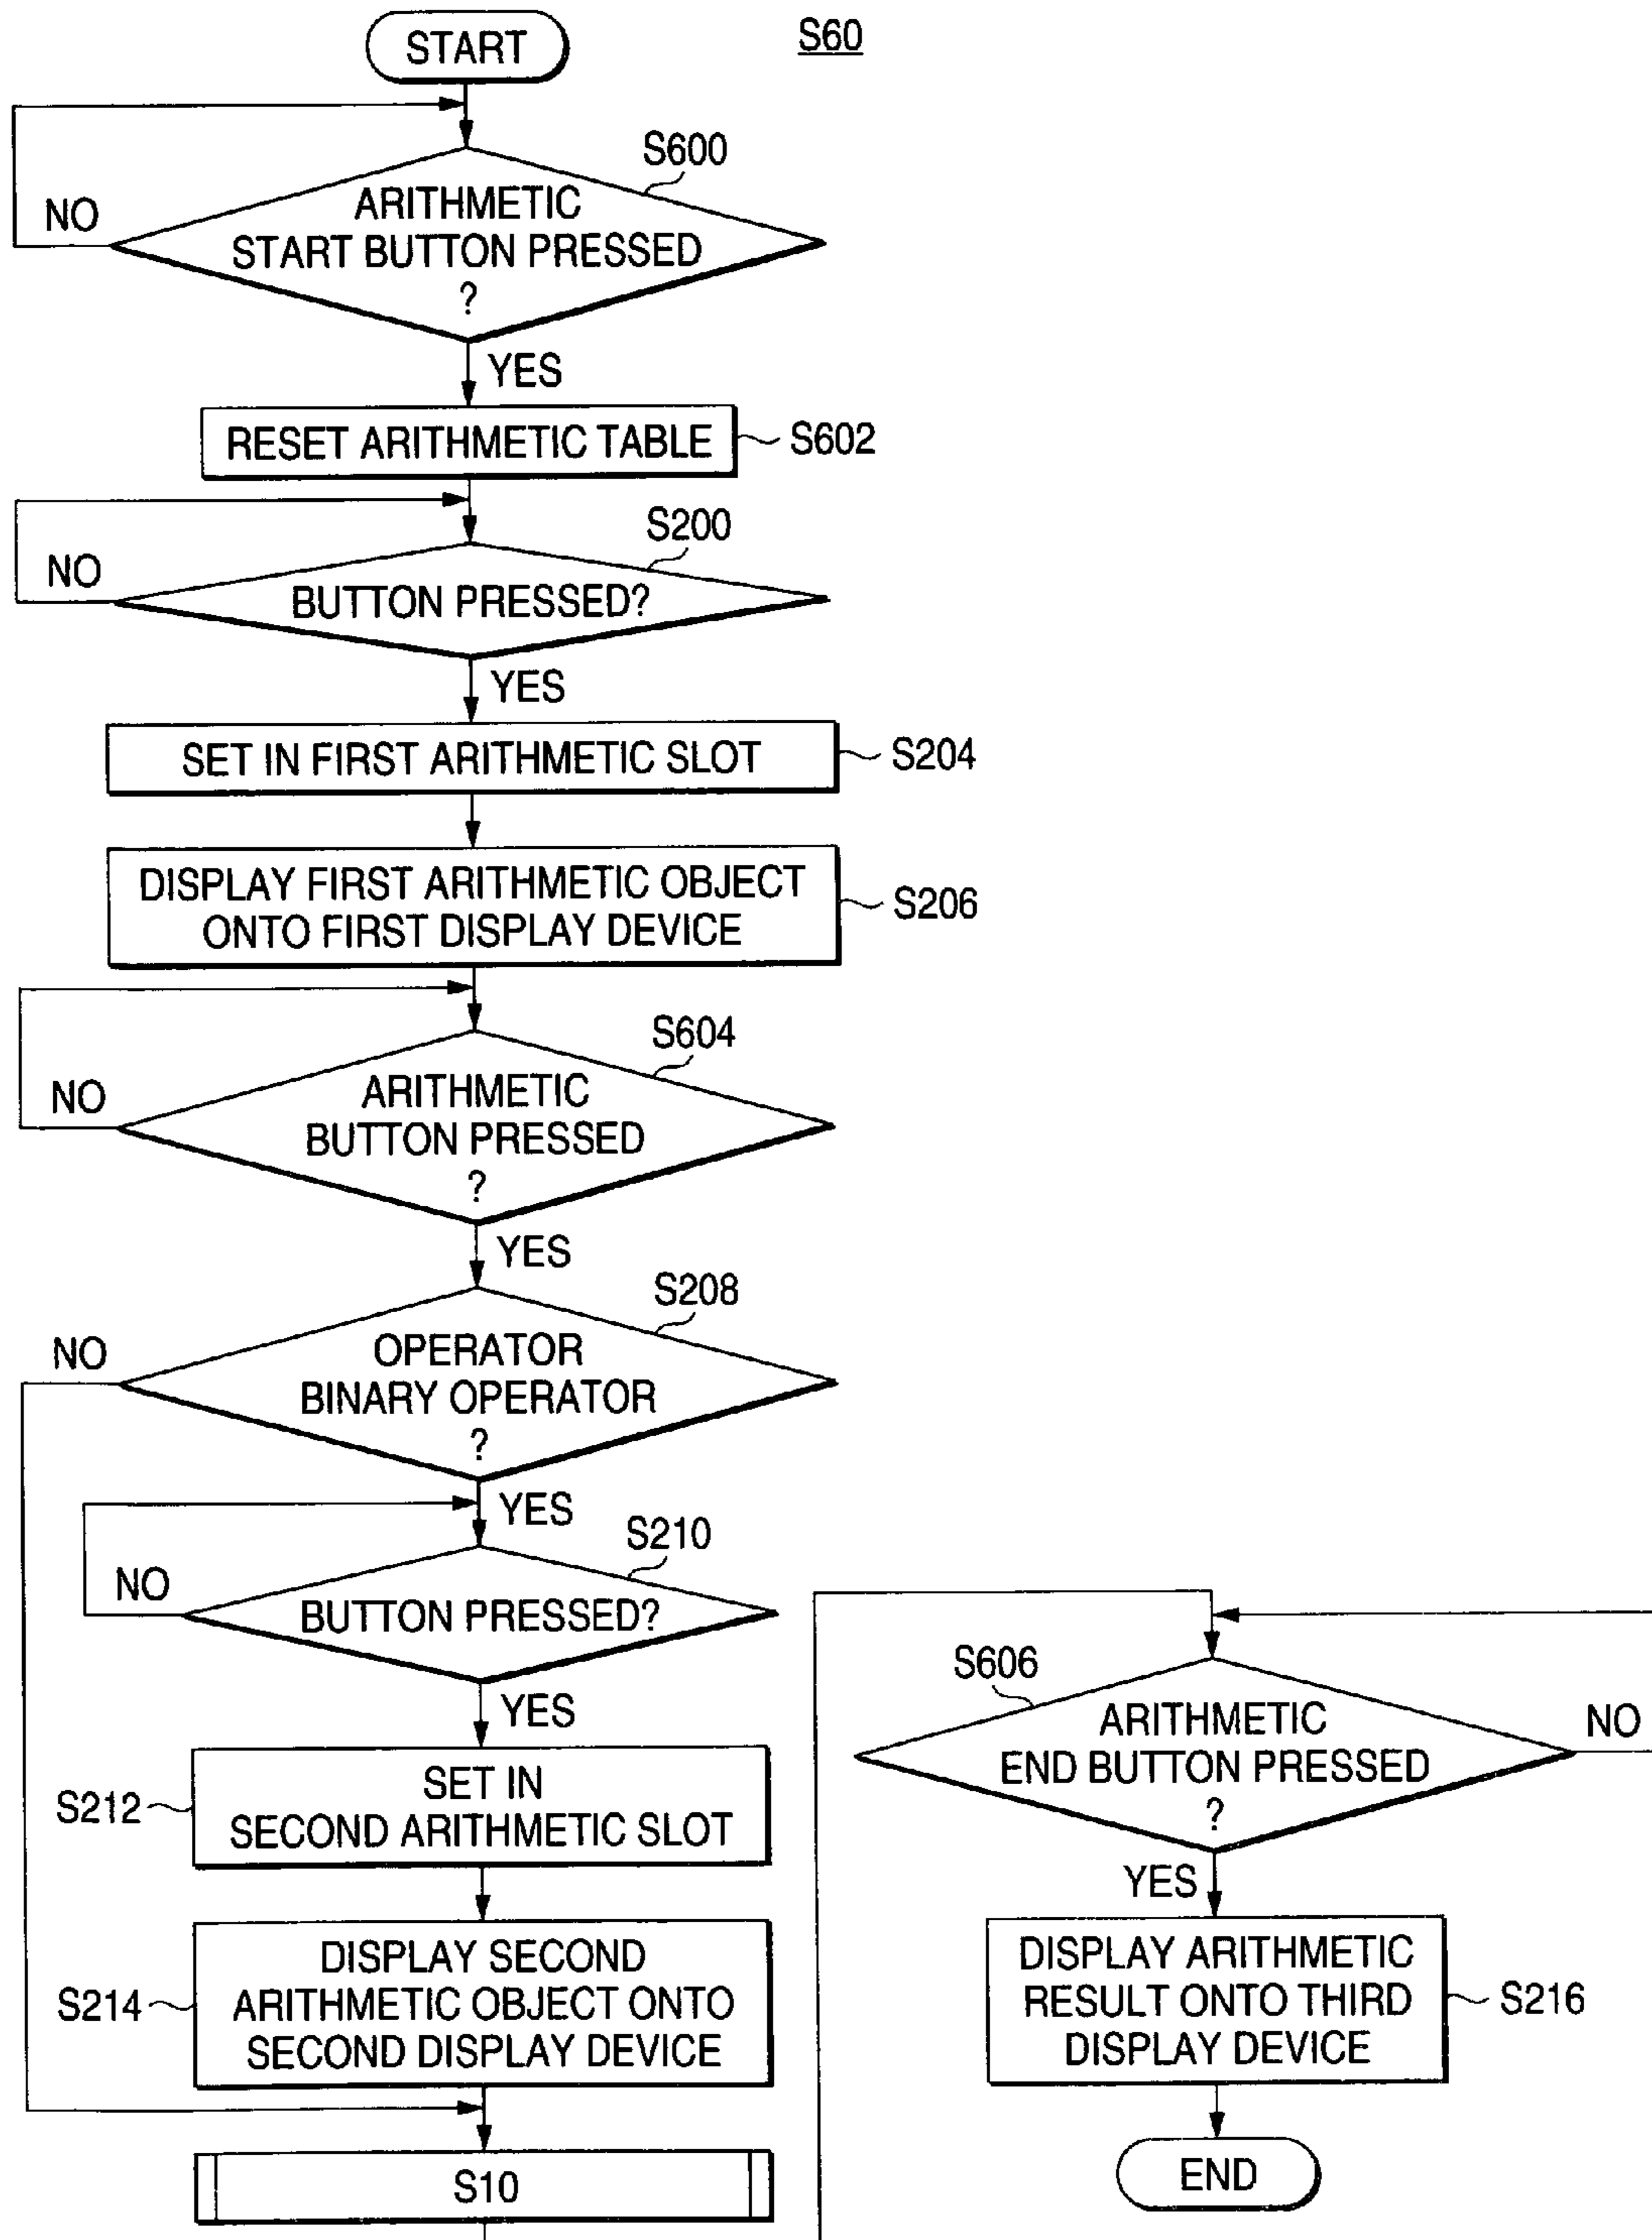 START
S60
S600
NO
ARITHMETIC
START BUTTON PRESSED
?
YES
RESET ARITHMETIC TABLE
S602
S200
NO
BUTTON PRESSED?
YES
SET IN FIRST ARITHMETIC SLOT
S204
DISPLAY FIRST ARITHMETIC OBJECT
ONTO FIRST DISPLAY DEVICE
S206
S604
NO
ARITHMETIC
BUTTON PRESSED
?
YES
S208
NO
OPERATOR
BINARY OPERATOR
?
YES
S210
NO
BUTTON PRESSED?
YES
S212
SET IN
SECOND ARITHMETIC SLOT
S214
DISPLAY SECOND
ARITHMETIC OBJECT ONTO
SECOND DISPLAY DEVICE
S10
S606
ARITHMETIC
END BUTTON PRESSED
?
NO
YES
DISPLAY ARITHMETIC
RESULT ONTO THIRD
DISPLAY DEVICE
S216
END